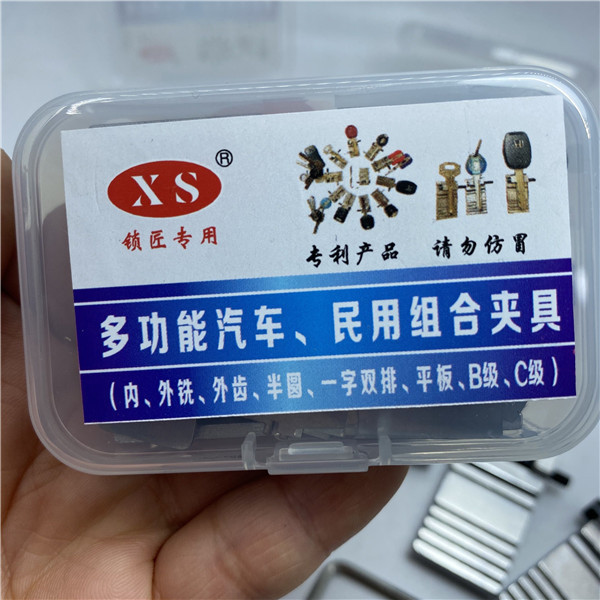 XS®
锁匠专用
专利产品 请勿仿冒
多功能汽车、民用组合夹具
(内、外铣、外齿、半圆、一字双排、平板、B级、C级)